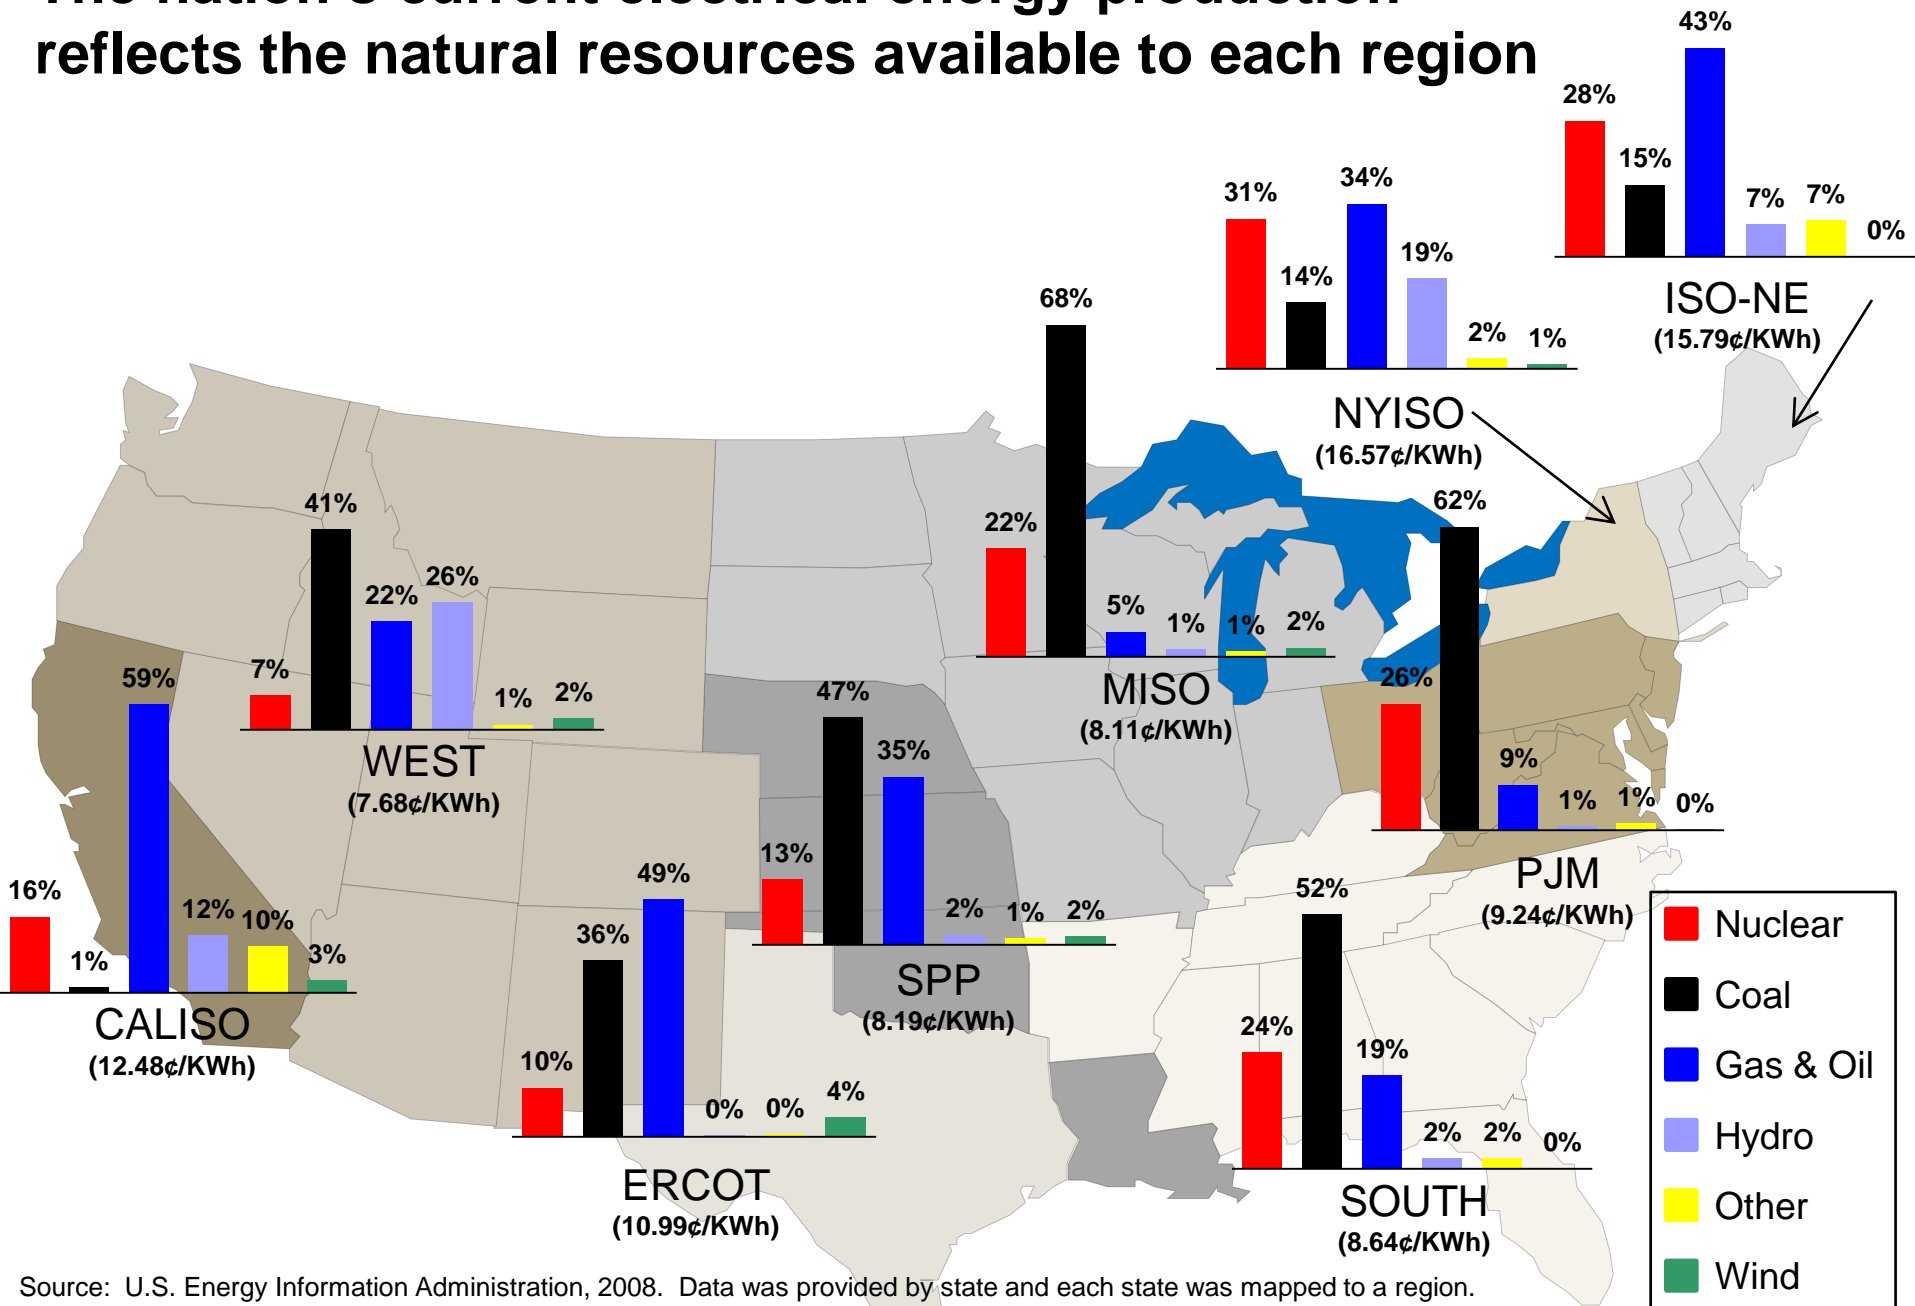 The nation's current electrical energy production
reflects the natural resources available to each region
43%
28%
15%
7%
7%
0%
ISO-NE
(15.79¢/KWh)
31%
14%
34%
19%
2%
1%
NYISO
(16.57¢/KWh)
22%
68%
5%
1%
1%
2%
MISO
(8.11¢/KWh)
7%
41%
22%
26%
1%
2%
WEST
(7.68¢/KWh)
26%
62%
9%
1%
1%
0%
PJM
(9.24¢/KWh)
16%
1%
59%
12%
10%
3%
CALISO
(12.48¢/KWh)
13%
47%
35%
2%
1%
2%
SPP
(8.19¢/KWh)
10%
36%
49%
0%
0%
4%
ERCOT
(10.99¢/KWh)
24%
52%
19%
2%
2%
0%
SOUTH
(8.64¢/KWh)
Nuclear
Coal
Gas & Oil
Hydro
Other
Wind
Source:  U.S. Energy Information Administration, 2008.  Data was provided by state and each state was mapped to a region.